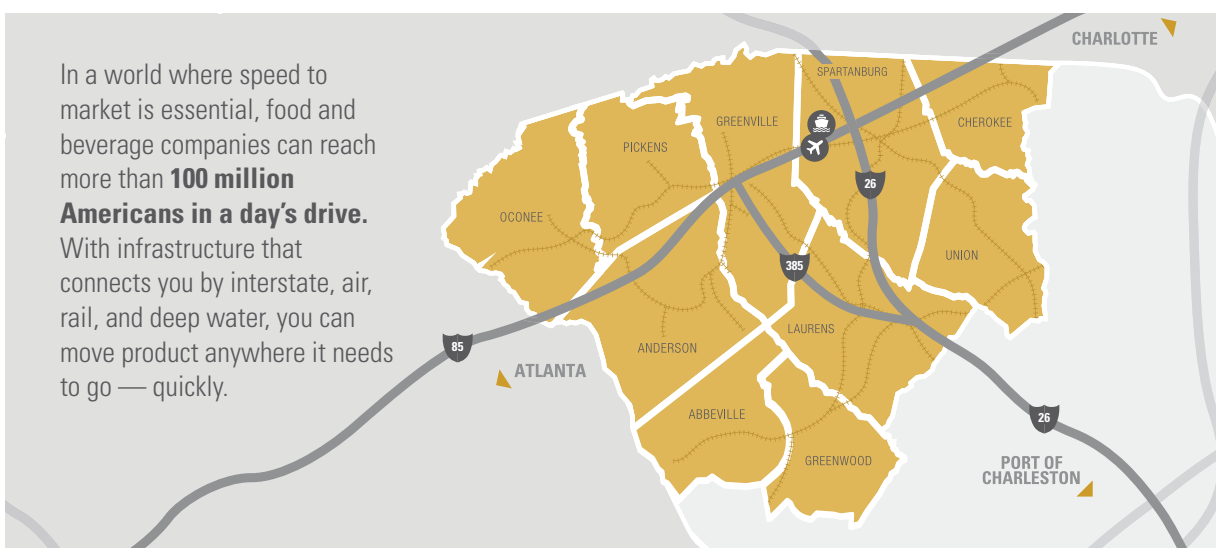 In a world where speed to
market is essential, food and
beverage companies can reach
more than 100 million
Americans in a day's drive.
With infrastructure that
connects you by interstate, air,
rail, and deep water, you can
move product anywhere it needs
to go — quickly.
CHARLOTTE
SPARTANBURG
GREENVILLE
CHEROKEE
PICKENS
26
OCONEE
UNION
385
LAURENS
85
ANDERSON
ATLANTA
ABBEVILLE
26
GREENWOOD
PORT OF
CHARLESTON